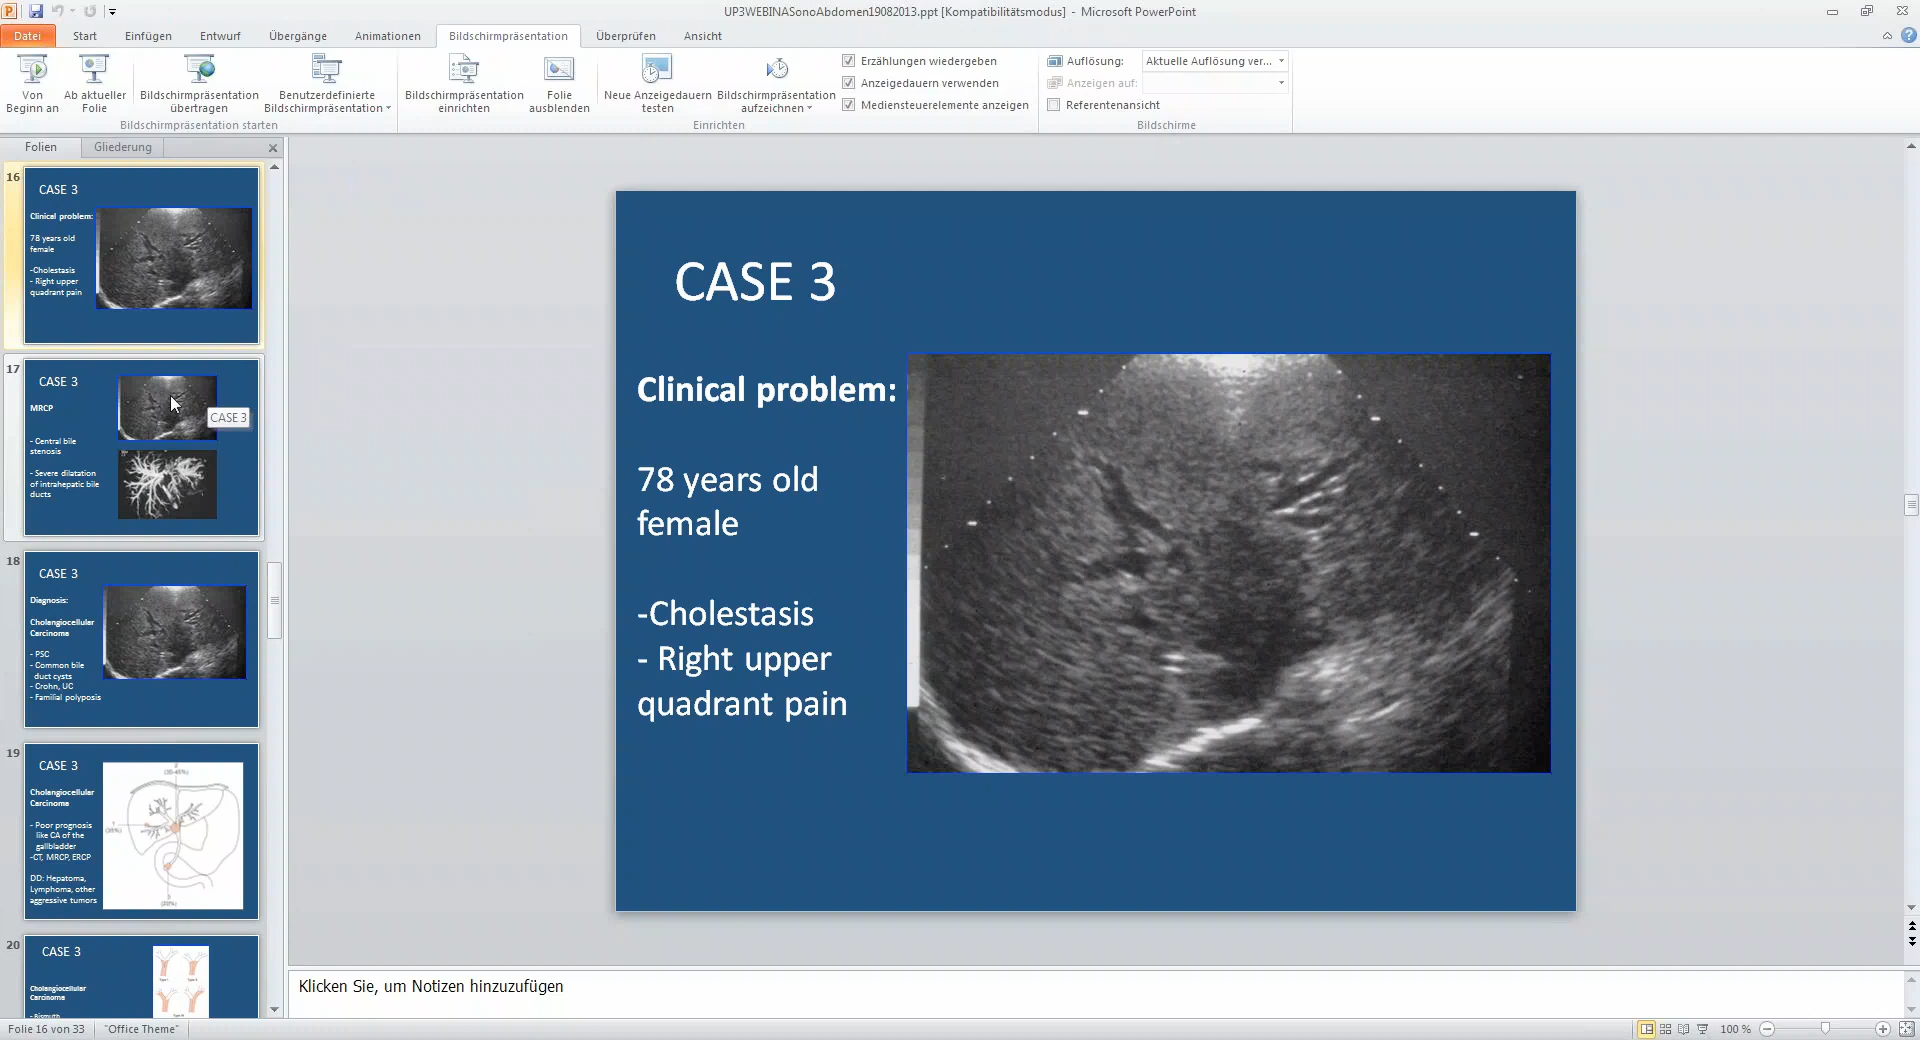 UP3WEBINASonoAbdomen19082013.ppt [Kompatibilitätsmodus] - Microsoft PowerPoint
Datei
Start
Einfügen
Entwurf
Übergänge
Animationen
Bildschirmpräsentation
Überprüfen
Ansicht
Von
Beginn an
Ab aktueller
Folie
Bildschirmpräsentation
übertragen
Benutzerdefinierte
Bildschirmpräsentation
Bildschirmpräsentation starten
Bildschirmpräsentation
einrichten
Folie
ausblenden
Neue Anzeigedauern
testen
Bildschirmpräsentation
aufzeichnen
Erzählungen wiedergeben
Anzeigedauern verwenden
Mediensteuerelemente anzeigen
Einrichten
Auflösung:
Aktuelle Auflösung ver...
Anzeigen auf:
Referentenansicht
Bildschirme
Folien
Gliederung
16
CASE 3
Clinical problem:
78 years old
female
-Cholestasis
- Right upper
quadrant pain
17
CASE 3
MRCP
- Central bile
stenosis
- Severe dilatation
of intrahepatic bile
ducts
CASE 3
18
CASE 3
Diagnosis:
Cholangiocellular
Carcinoma
- PSC
- Common bile
duct cysts
- Crohn, UC
- Familial polyposis
19
CASE 3
Cholangiocellular
Carcinoma
- Poor prognosis
like CA of the
gallbladder
-CT, MRCP, ERCP
DD: Hepatoma,
Lymphoma, other
aggressive tumors
20
CASE 3
Cholangiocellular
Carcinoma
- Bismuth
CASE 3
Clinical problem:
78 years old
female
-Cholestasis
- Right upper
quadrant pain
Klicken Sie, um Notizen hinzuzufügen
Folie 16 von 33
"Office Theme"
100 %